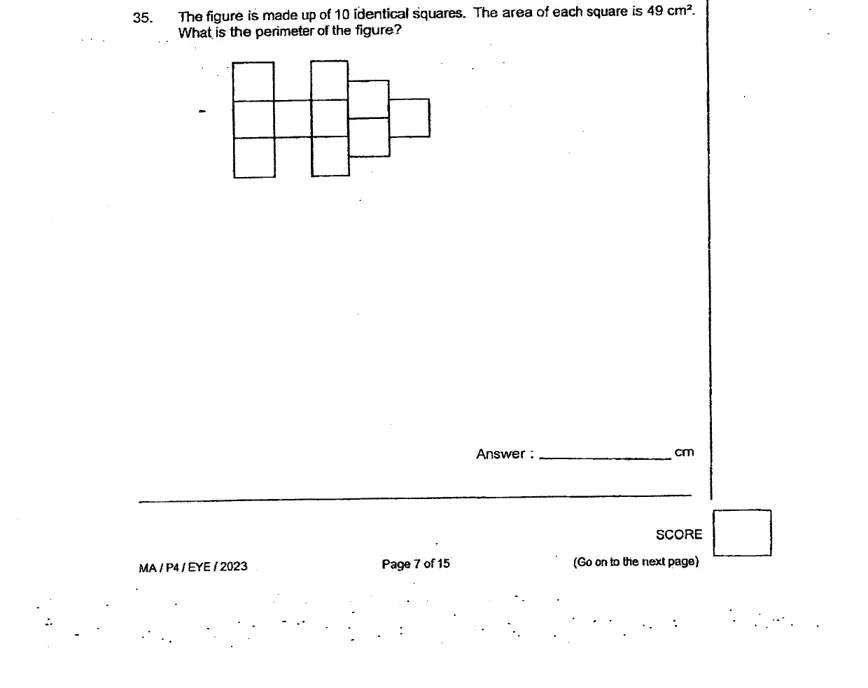 35. The figure is made up of 10 identical squares. The area of each square is 49 cm².
What is the perimeter of the figure?
Answer : ______________ cm
SCORE
MA / P4 / EYE / 2023 Page 7 of 15 (Go on to the next page)